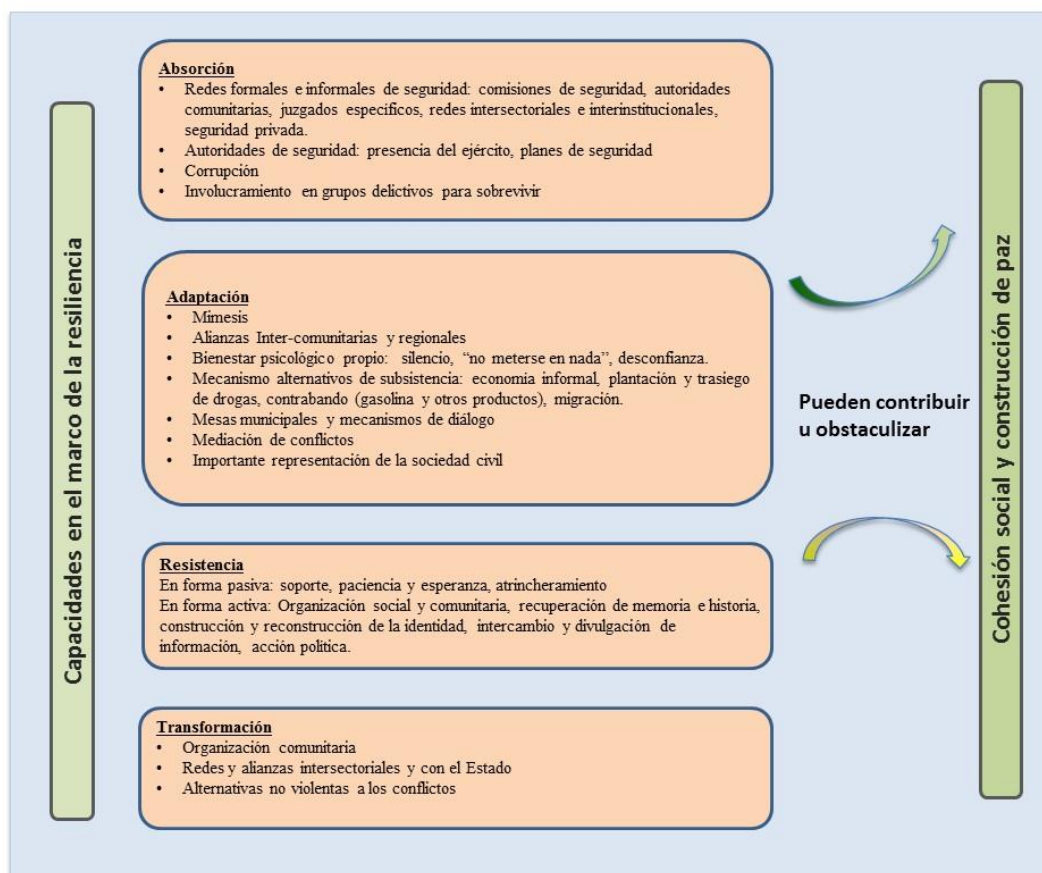 Capacidades en el marco de la resiliencia
Absorción
• Redes formales e informales de seguridad: comisiones de seguridad, autoridades
comunitarias, juzgados específicos, redes intersectoriales e interinstitucionales,
seguridad privada.
• Autoridades de seguridad: presencia del ejército, planes de seguridad
• Corrupción
• Involucramiento en grupos delictivos para sobrevivir
Adaptación
• Mimesis
• Alianzas Inter-comunitarias y regionales
• Bienestar psicológico propio: silencio, “no meterse en nada”, desconfianza.
• Mecanismo alternativos de subsistencia: economía informal, plantación y trasiego
de drogas, contrabando (gasolina y otros productos), migración.
• Mesas municipales y mecanismos de diálogo
• Mediación de conflictos
• Importante representación de la sociedad civil
Resistencia
En forma pasiva: soporte, paciencia y esperanza, atrincheramiento
En forma activa: Organización social y comunitaria, recuperación de memoria e historia,
construcción y reconstrucción de la identidad, intercambio y divulgación de
información, acción política.
Transformación
• Organización comunitaria
• Redes y alianzas intersectoriales y con el Estado
• Alternativas no violentas a los conflictos
Pueden contribuir
u obstaculizar
Cohesión social y construcción de paz